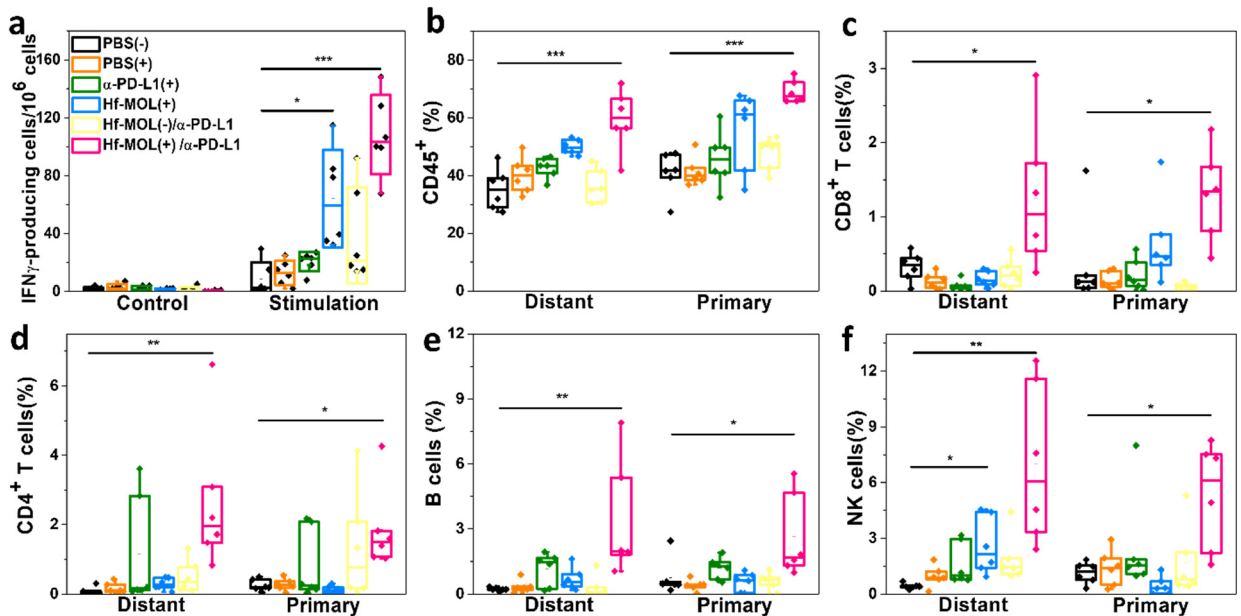 a
IFNγ-producing cells/10⁶ cells
160
120
80
40
0
PBS(-)
PBS(+)
α-PD-L1(+)
Hf-MOL(+)
Hf-MOL(-)/α-PD-L1
Hf-MOL(+) /α-PD-L1
***
*
Control
Stimulation
b
CD45⁺ (%)
80
60
40
20
0
***
***
Distant
Primary
c
CD8⁺ T cells(%)
3
2
1
0
*
*
Distant
Primary
d
CD4⁺ T cells(%)
6
4
2
0
**
*
Distant
Primary
e
B cells (%)
12
9
6
3
0
**
*
Distant
Primary
f
NK cells(%)
12
9
6
3
0
**
*
*
Distant
Primary